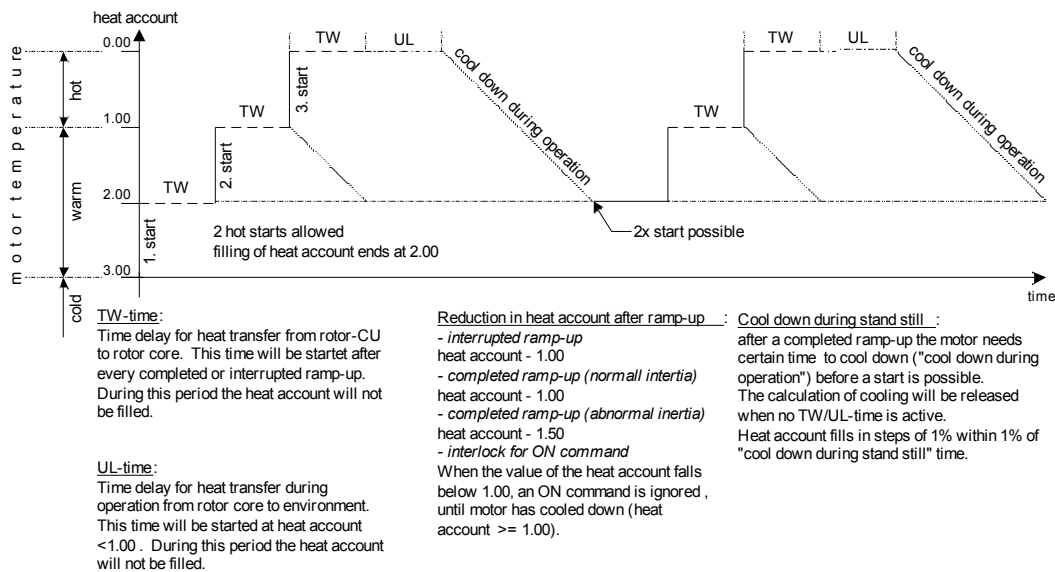 heat account
0.00
TW
UL
TW
UL
hot
3. start
cool down during operation
cool down during operation
TW
TW
1.00
motor temperature
2. start
warm
TW
2.00
1. start
2 hot starts allowed
filling of heat account ends at 2.00
2x start possible
3.00
cold
time
TW-time:
Time delay for heat transfer from rotor-CU
to rotor core. This time will be startet after
every completed or interrupted ramp-up.
During this period the heat account will not
be filled.
UL-time:
Time delay for heat transfer during
operation from rotor core to environment.
This time will be started at heat account
<1.00 . During this period the heat account
will not be filled.
Reduction in heat account after ramp-up :
- interrupted ramp-up
heat account - 1.00
- completed ramp-up (normall intertia)
heat account - 1.00
- completed ramp-up (abnormal inertia)
heat account - 1.50
- interlock for ON command
When the value of the heat account falls
below 1.00, an ON command is ignored ,
until motor has cooled down (heat
account >= 1.00).
Cool down during stand still :
after a completed ramp-up the motor needs
certain time to cool down ("cool down during
operation") before a start is possible.
The calculation of cooling will be released
when no TW/UL-time is active.
Heat account fills in steps of 1% within 1% of
"cool down during stand still" time.